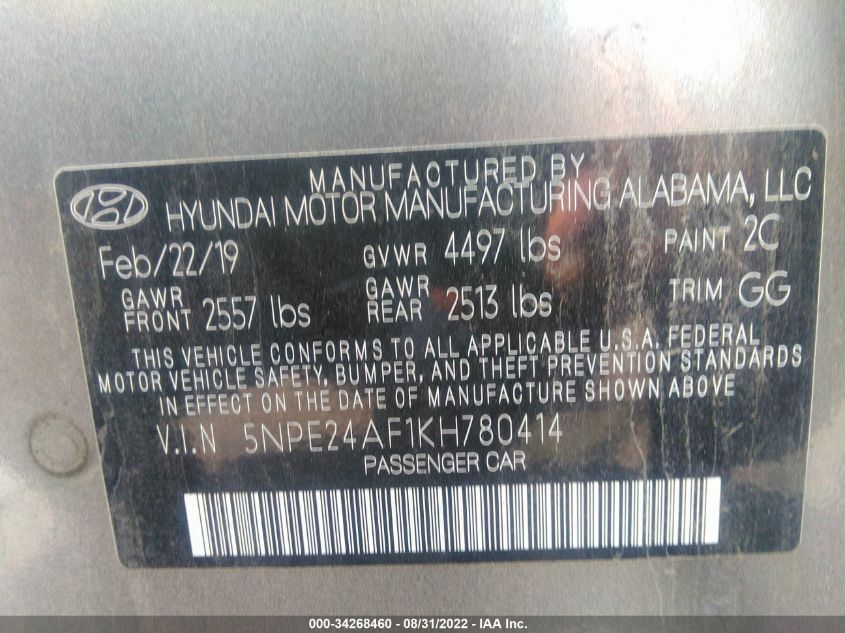 MANUFACTURED BY
HYUNDAI MOTOR MANUFACTURING ALABAMA, LLC
Feb/22/19 GVWR 4497 lbs PAINT 2C
GAWR FRONT 2557 lbs GAWR REAR 2513 lbs TRIM GG
THIS VEHICLE CONFORMS TO ALL APPLICABLE U.S.A. FEDERAL
MOTOR VEHICLE SAFETY, BUMPER, AND THEFT PREVENTION STANDARDS
IN EFFECT ON THE DATE OF MANUFACTURE SHOWN ABOVE
V.I.N 5NPE24AF1KH780414
PASSENGER CAR
000-34268460 - 08/31/2022 - IAA Inc.